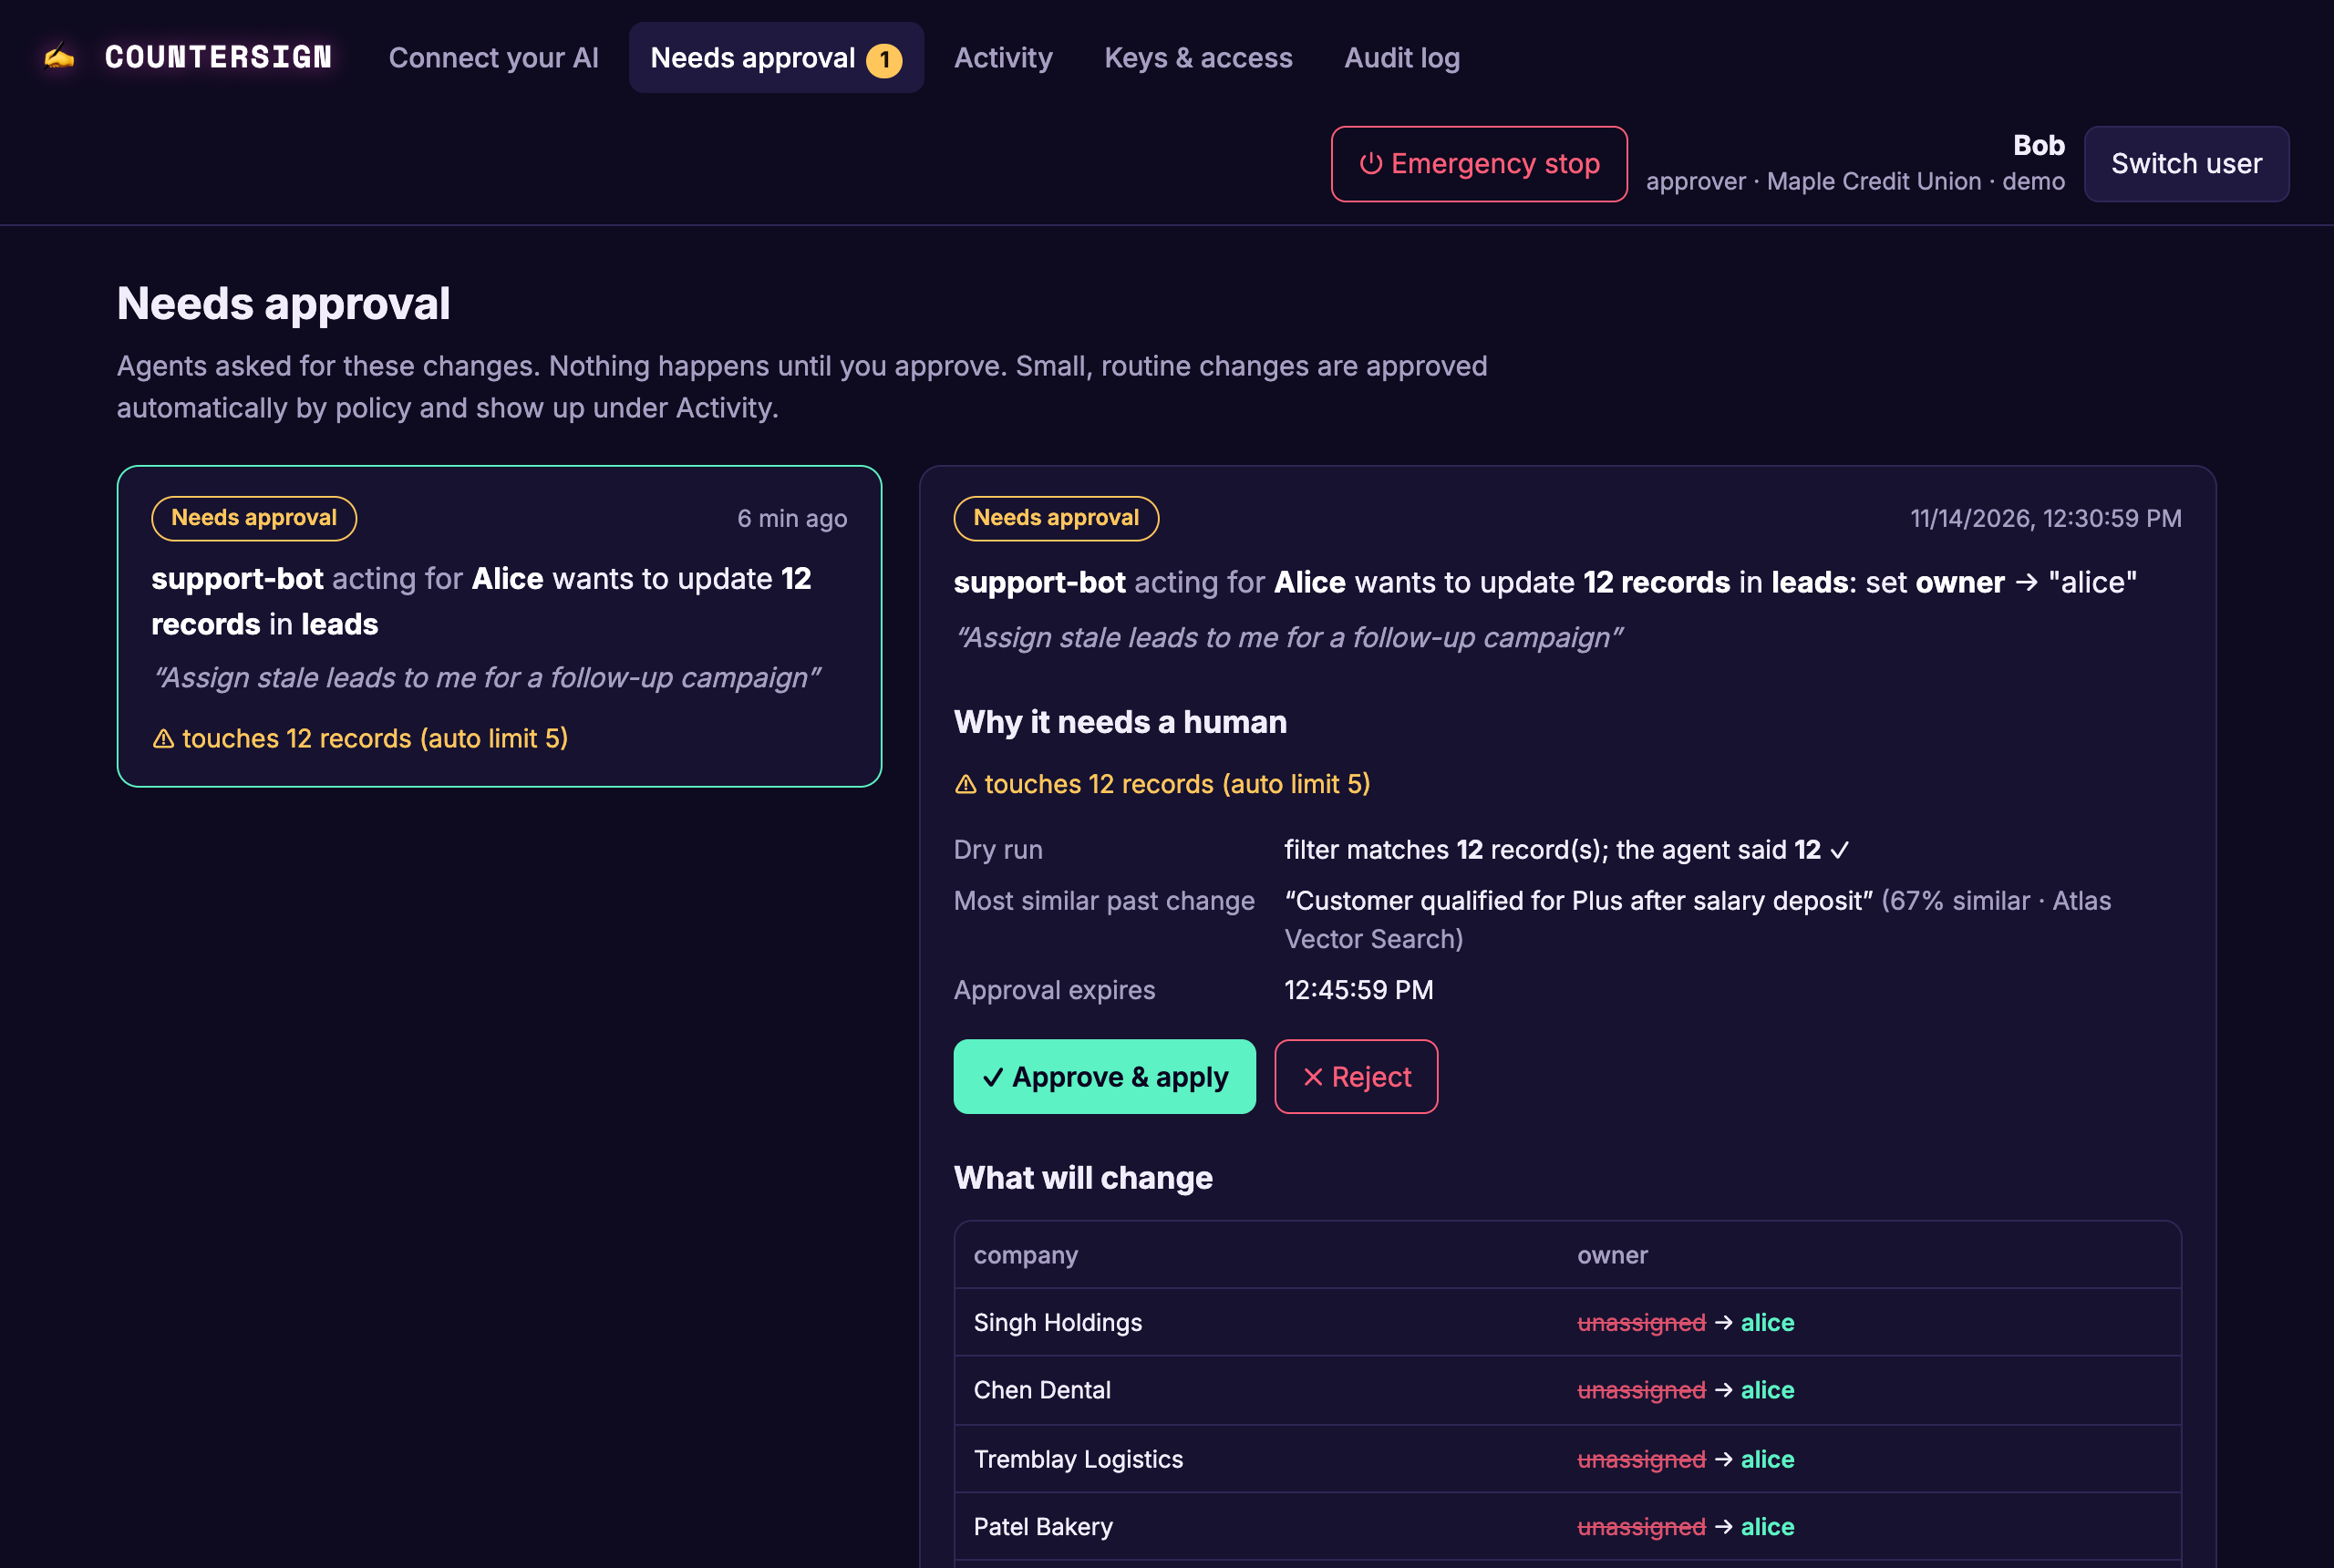 COUNTERSIGN
Connect your AI
Needs approval 1
Activity
Keys & access
Audit log
Emergency stop
Bob
approver · Maple Credit Union · demo
Switch user
Needs approval
Agents asked for these changes. Nothing happens until you approve. Small, routine changes are approved
automatically by policy and show up under Activity.
Needs approval
6 min ago
support-bot acting for Alice wants to update 12
records in leads
“Assign stale leads to me for a follow-up campaign”
⚠ touches 12 records (auto limit 5)
Needs approval
11/14/2026, 12:30:59 PM
support-bot acting for Alice wants to update 12 records in leads: set owner → "alice"
“Assign stale leads to me for a follow-up campaign”
Why it needs a human
⚠ touches 12 records (auto limit 5)
Dry run
filter matches 12 record(s); the agent said 12 ✓
Most similar past change
“Customer qualified for Plus after salary deposit” (67% similar · Atlas
Vector Search)
Approval expires
12:45:59 PM
✓ Approve & apply
✕ Reject
What will change
company owner
Singh Holdings unassigned → alice
Chen Dental unassigned → alice
Tremblay Logistics unassigned → alice
Patel Bakery unassigned → alice